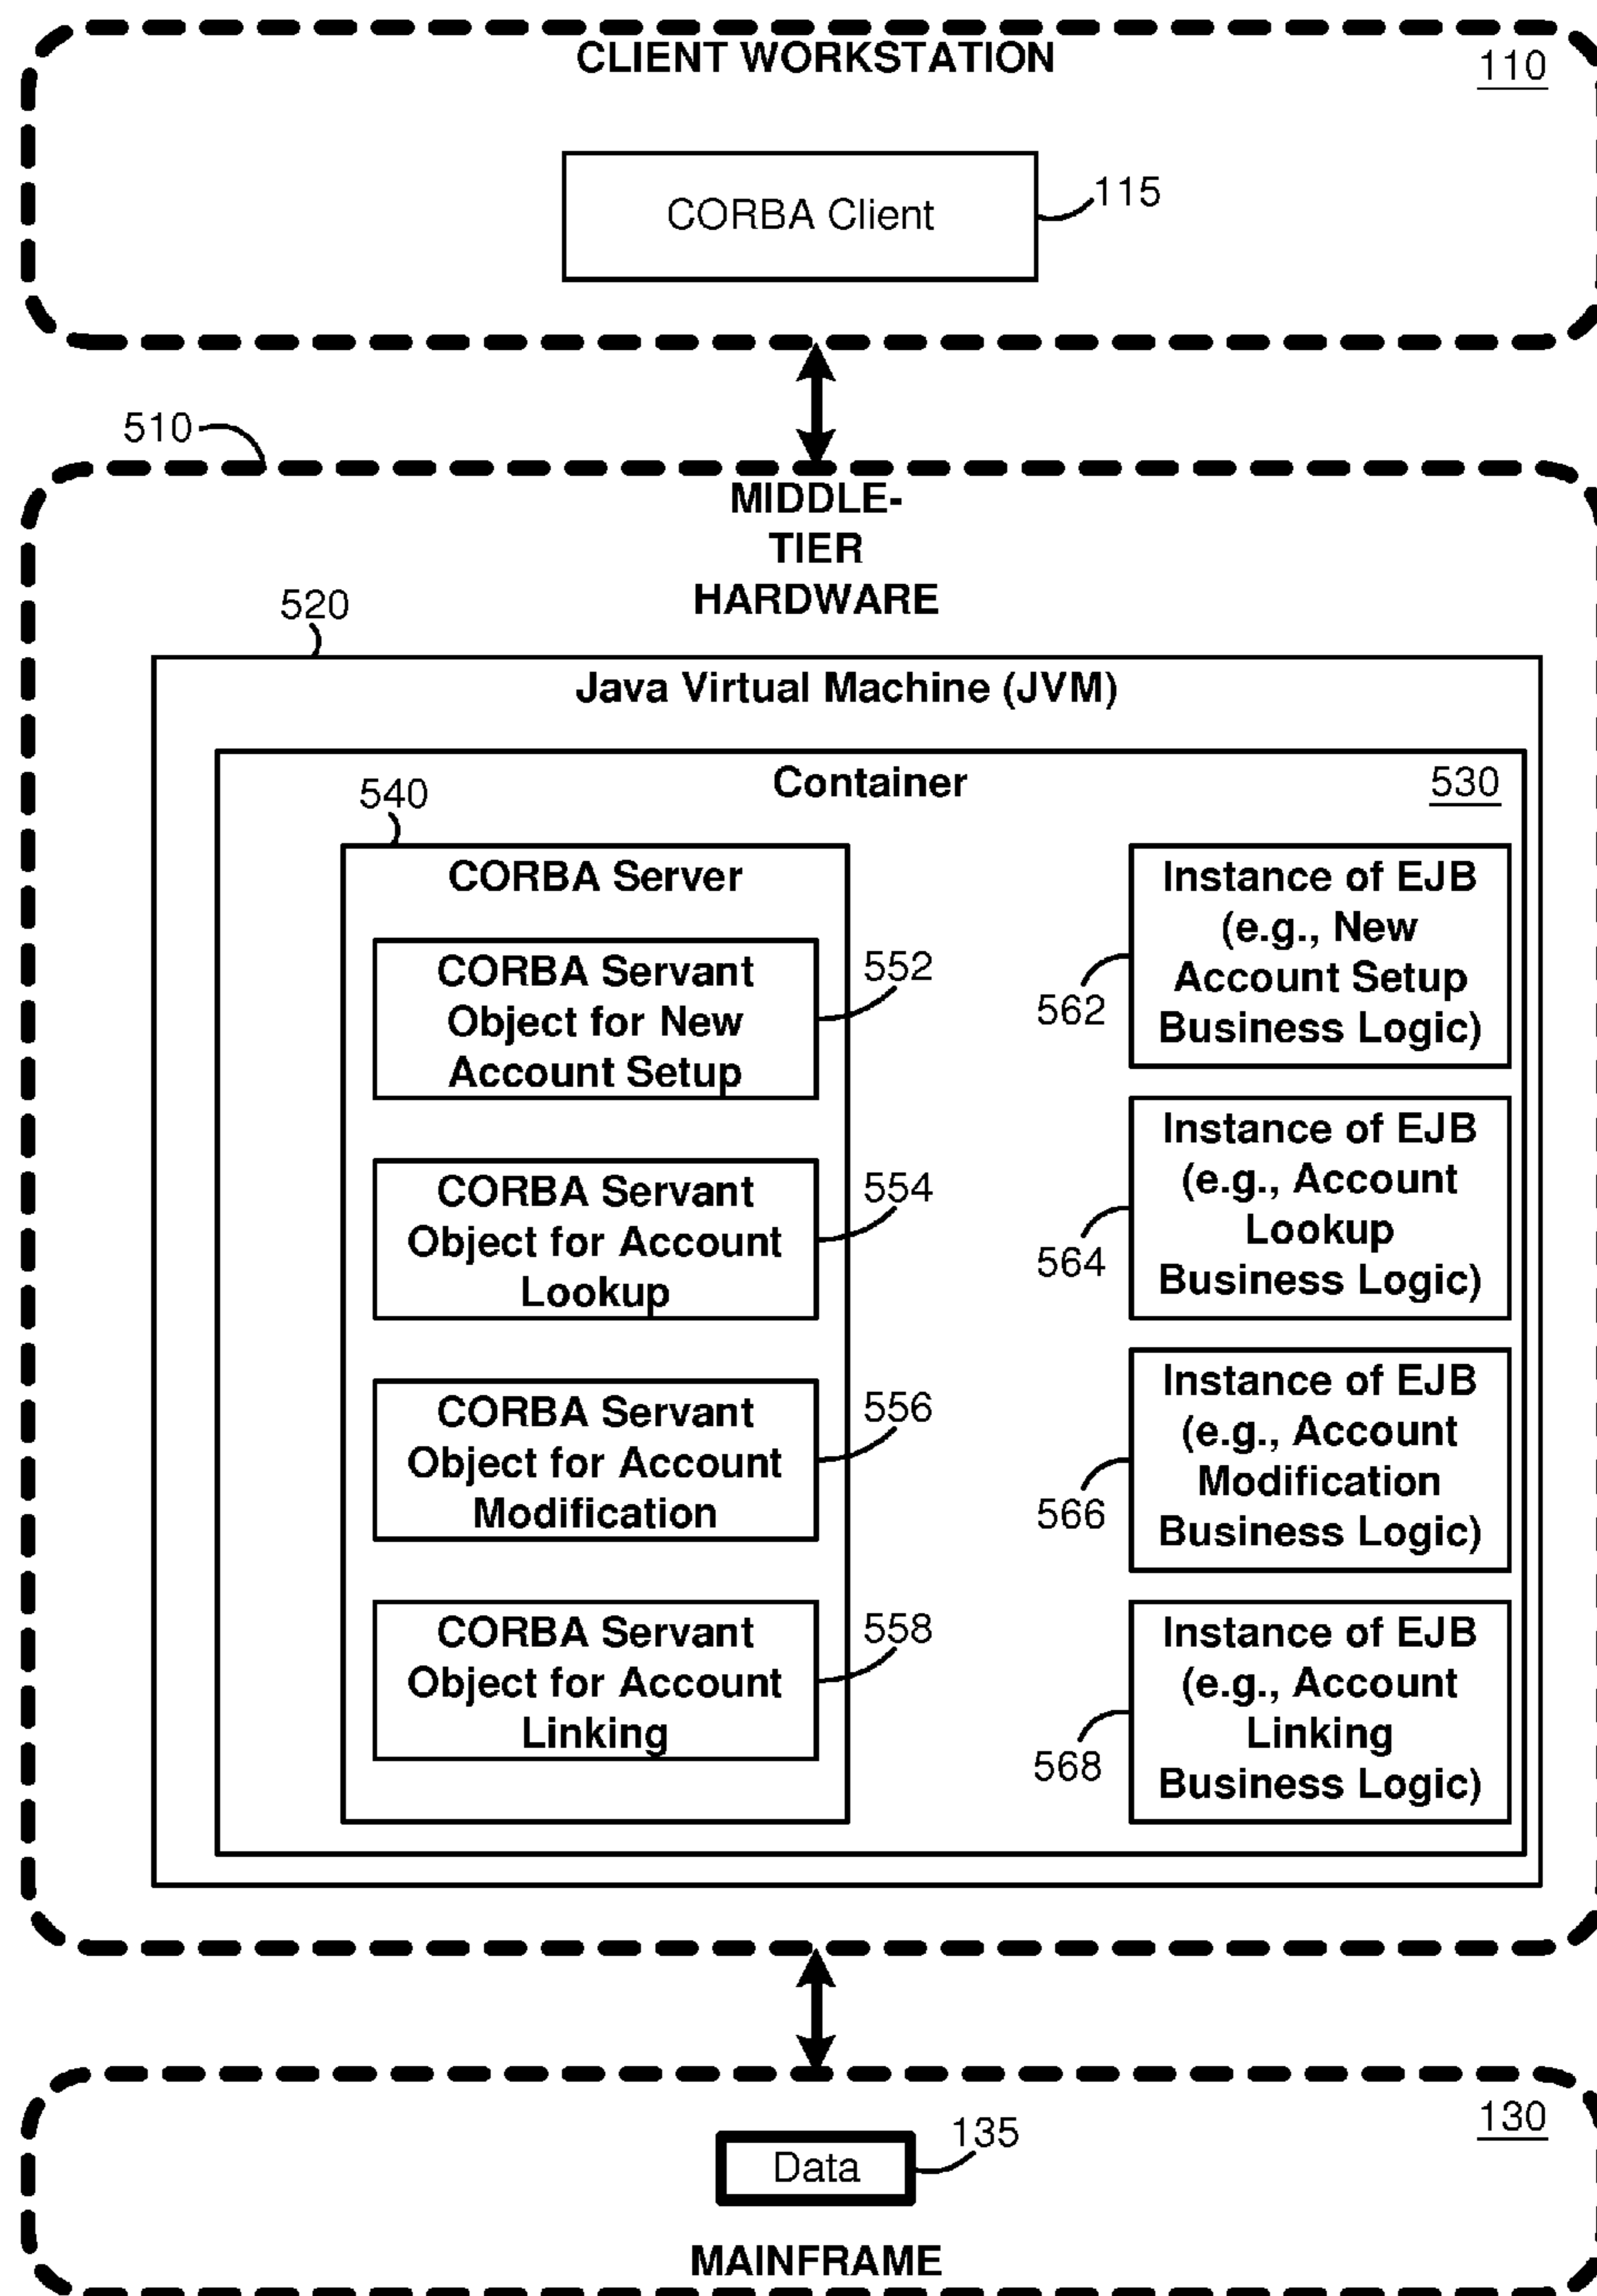 CLIENT WORKSTATION
110
CORBA Client
115
510
MIDDLE-
TIER
HARDWARE
520
Java Virtual Machine (JVM)
Container
530
540
CORBA Server
CORBA Servant
Object for New
Account Setup
552
Instance of EJB
(e.g., New
Account Setup
Business Logic)
562
CORBA Servant
Object for Account
Lookup
554
Instance of EJB
(e.g., Account
Lookup
Business Logic)
564
CORBA Servant
Object for Account
Modification
556
Instance of EJB
(e.g., Account
Modification
Business Logic)
566
CORBA Servant
Object for Account
Linking
558
Instance of EJB
(e.g., Account
Linking
Business Logic)
568
130
Data
135
MAINFRAME